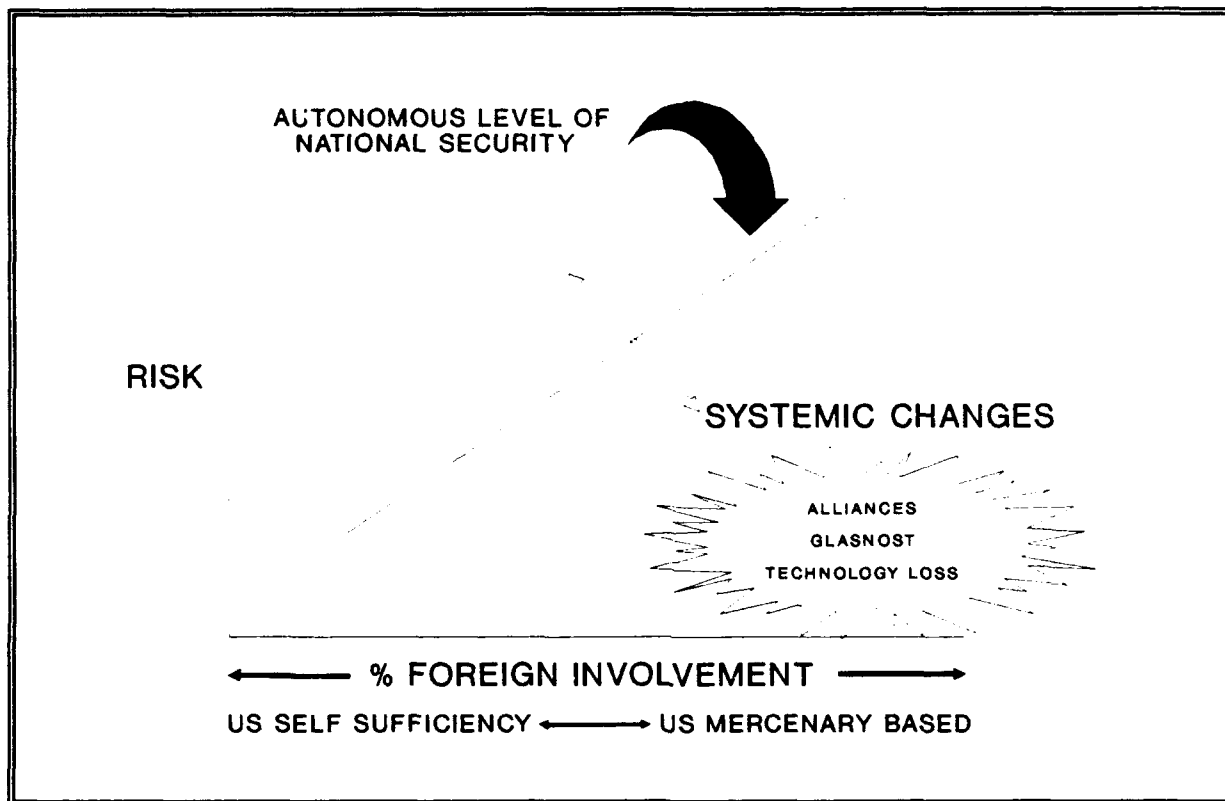 AUTONOMOUS LEVEL OF
NATIONAL SECURITY
RISK
SYSTEMIC CHANGES
ALLIANCES
GLASNOST
TECHNOLOGY LOSS
% FOREIGN INVOLVEMENT
US SELF SUFFICIENCY US MERCENARY BASED